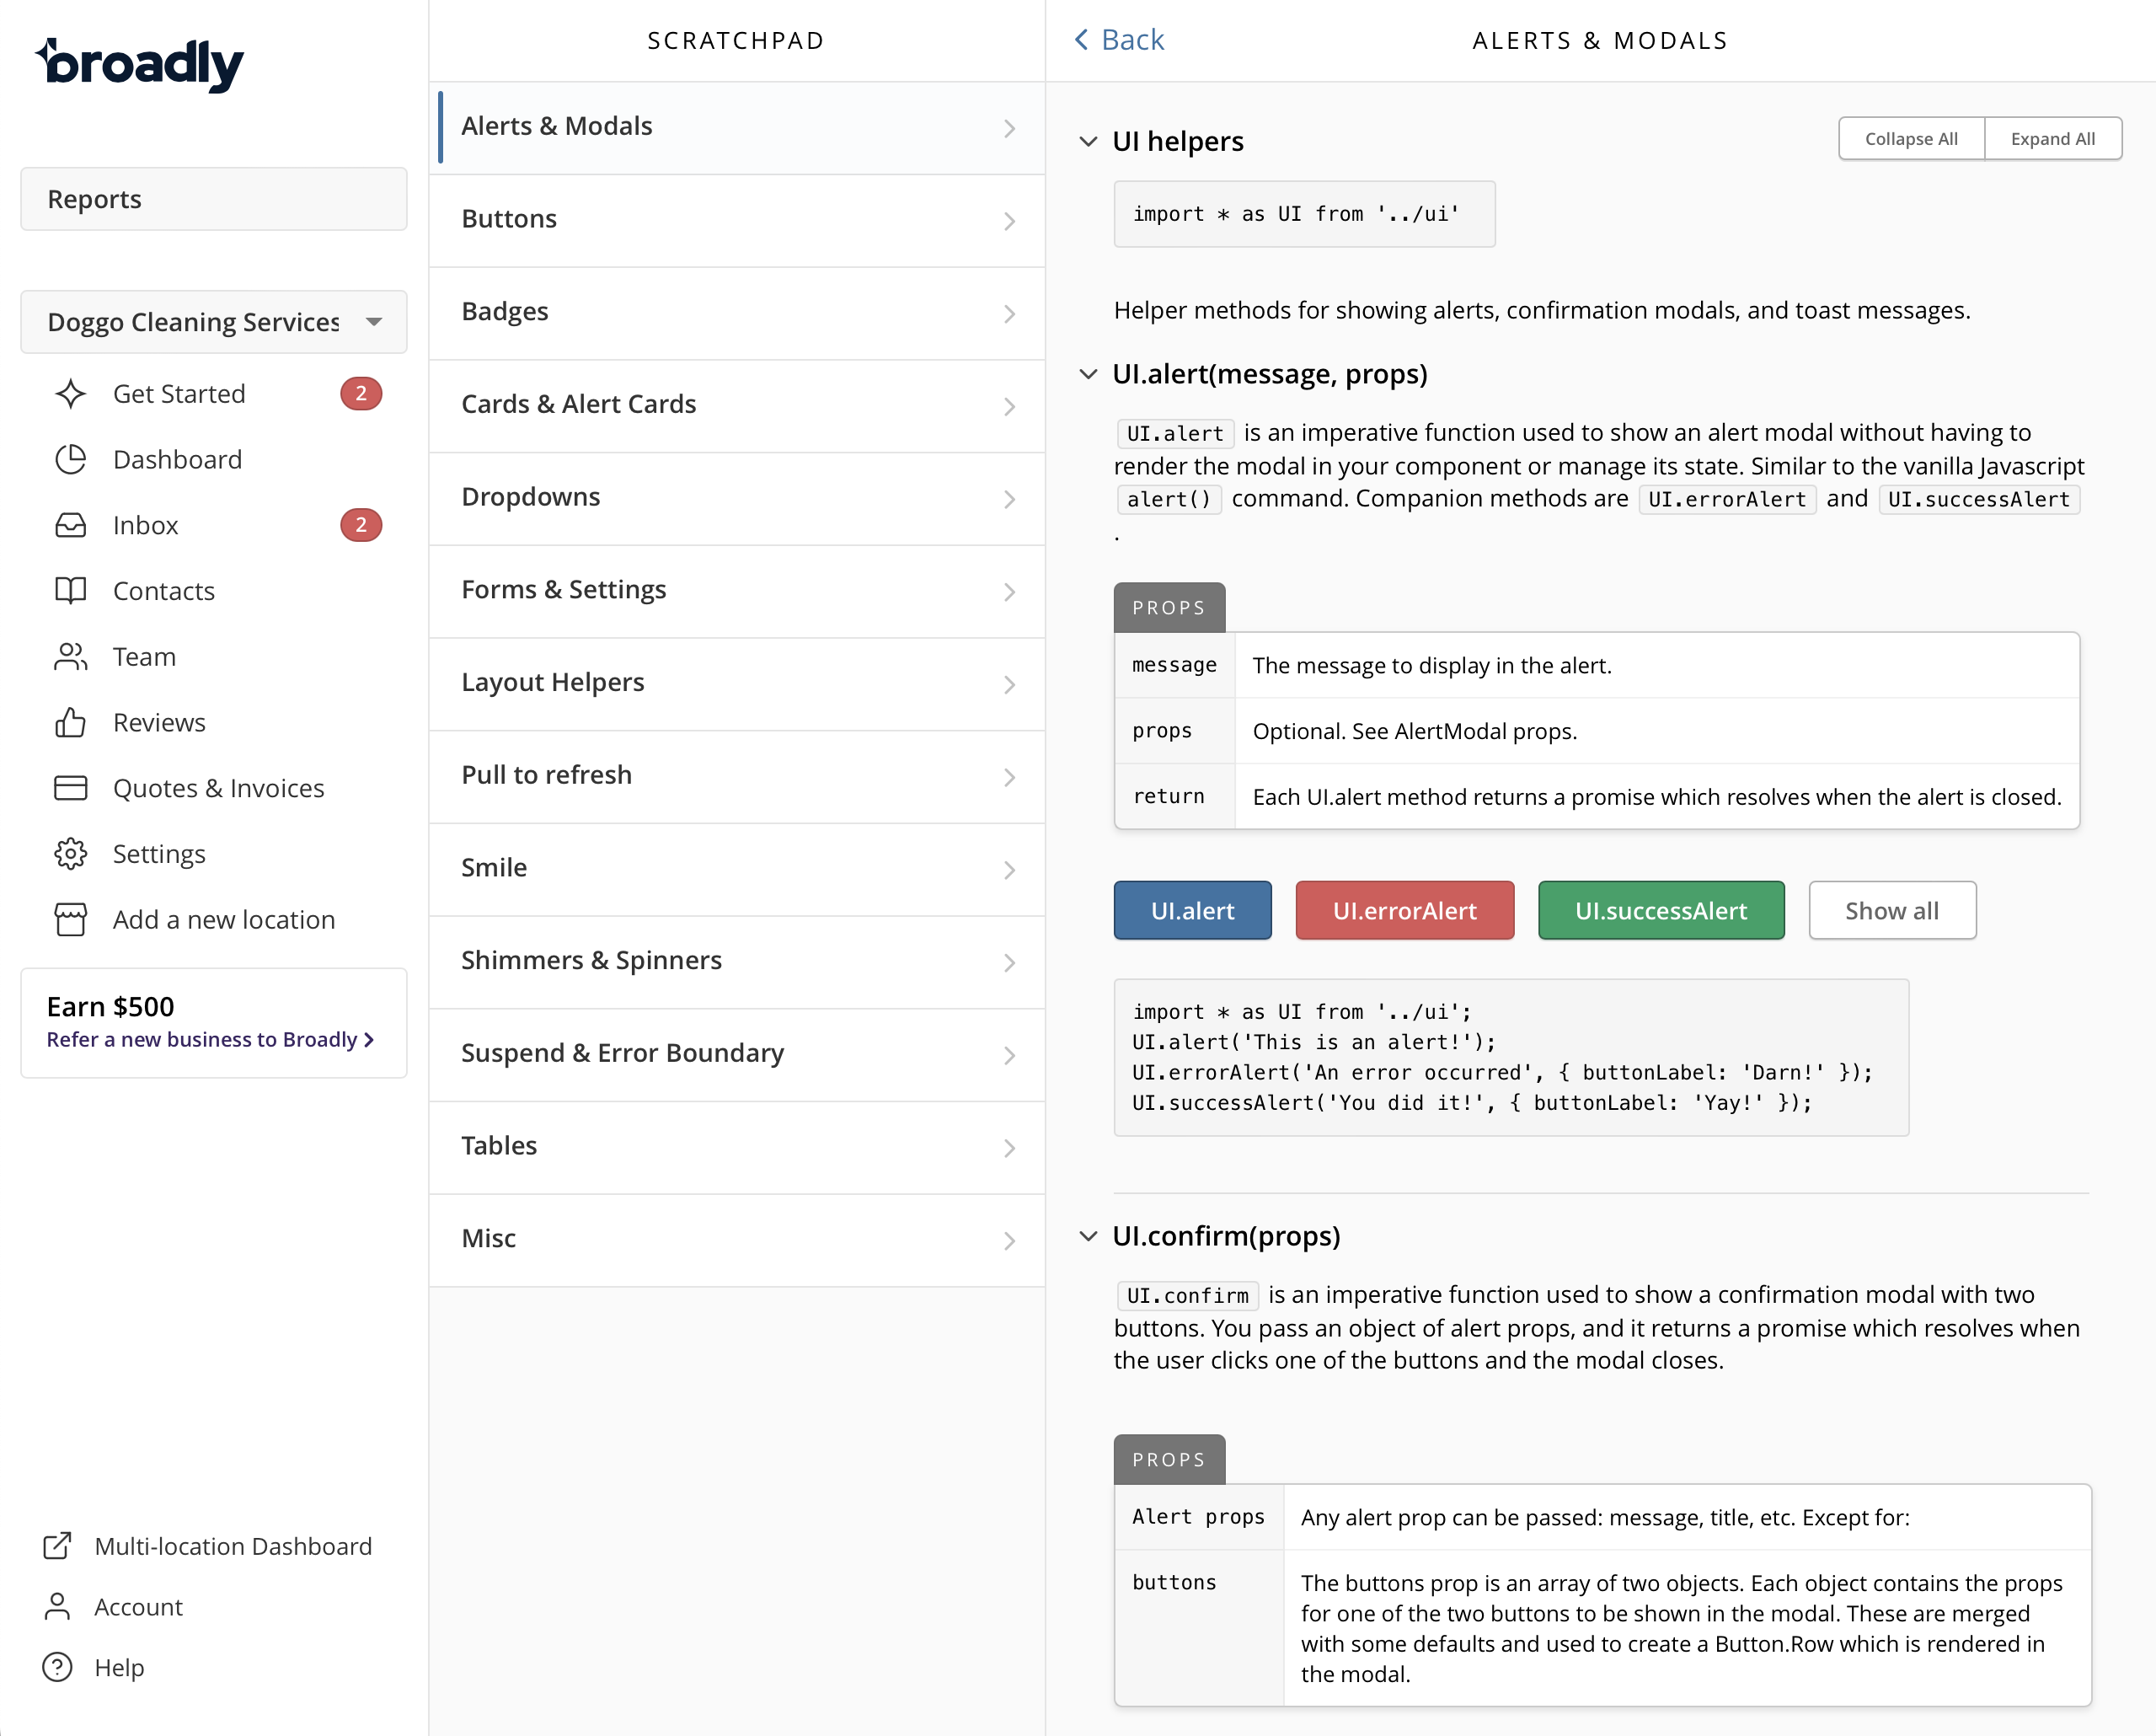 broadly
Reports
Doggo Cleaning Services
Get Started 2
Dashboard
Inbox 2
Contacts
Team
Reviews
Quotes & Invoices
Settings
Add a new location
Earn $500
Refer a new business to Broadly
Multi-location Dashboard
Account
Help
SCRATCHPAD
Alerts & Modals
Buttons
Badges
Cards & Alert Cards
Dropdowns
Forms & Settings
Layout Helpers
Pull to refresh
Smile
Shimmers & Spinners
Suspend & Error Boundary
Tables
Misc
Back
ALERTS & MODALS
UI helpers
Collapse All Expand All
import * as UI from '../ui'
Helper methods for showing alerts, confirmation modals, and toast messages.
UI.alert(message, props)
UI.alert is an imperative function used to show an alert modal without having to
render the modal in your component or manage its state. Similar to the vanilla Javascript
alert() command. Companion methods are UI.errorAlert and UI.successAlert
.
PROPS
message The message to display in the alert.
props Optional. See AlertModal props.
return Each UI.alert method returns a promise which resolves when the alert is closed.
UI.alert UI.errorAlert UI.successAlert Show all
import * as UI from '../ui';
UI.alert('This is an alert!');
UI.errorAlert('An error occurred', { buttonLabel: 'Darn!' });
UI.successAlert('You did it!', { buttonLabel: 'Yay!' });
UI.confirm(props)
UI.confirm is an imperative function used to show a confirmation modal with two
buttons. You pass an object of alert props, and it returns a promise which resolves when
the user clicks one of the buttons and the modal closes.
PROPS
Alert props Any alert prop can be passed: message, title, etc. Except for:
buttons The buttons prop is an array of two objects. Each object contains the props
for one of the two buttons to be shown in the modal. These are merged
with some defaults and used to create a Button.Row which is rendered in
the modal.